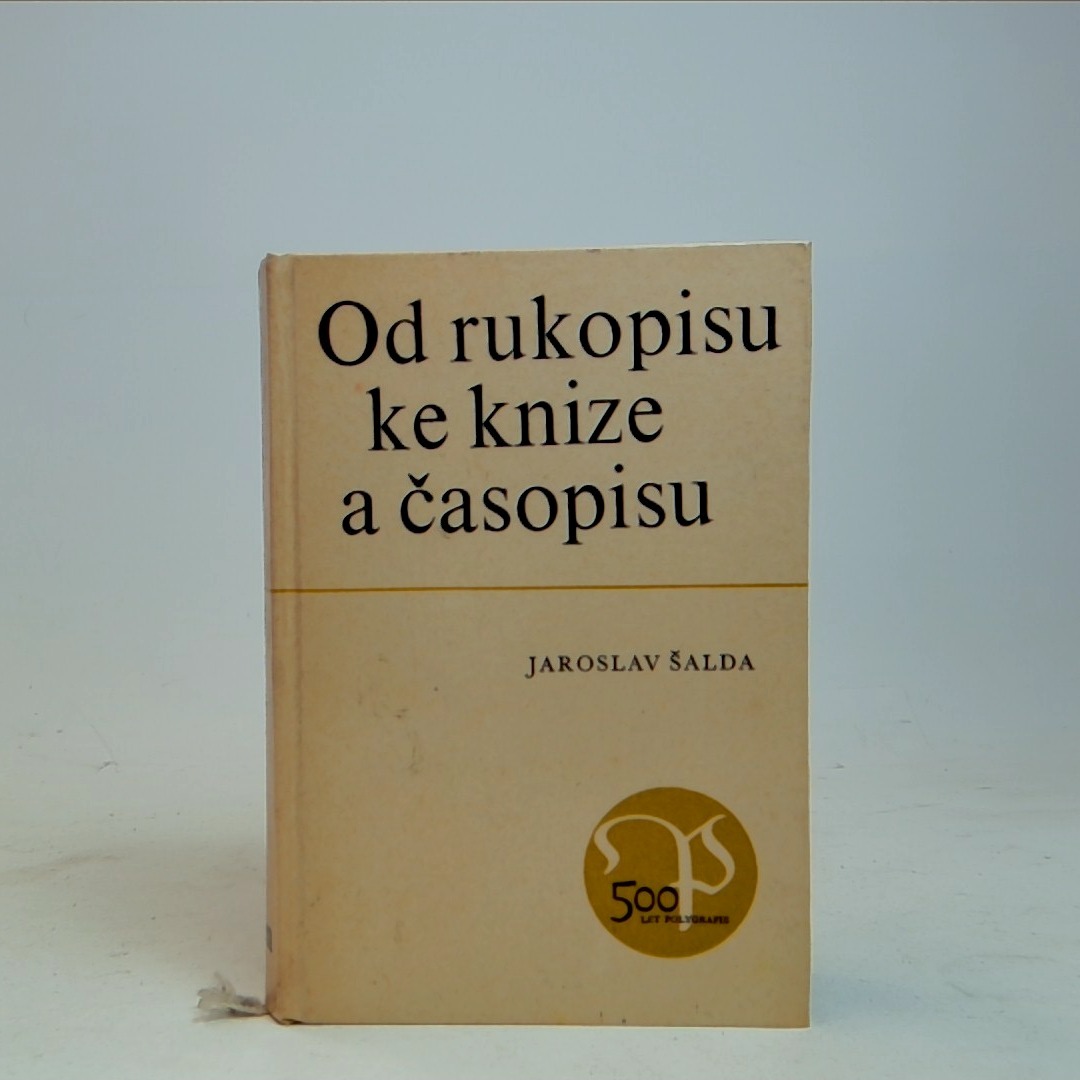 Od rukopisu
ke knize
a časopisu
JAROSLAV ŠALDA
P
500
LET POLYGRAFIE